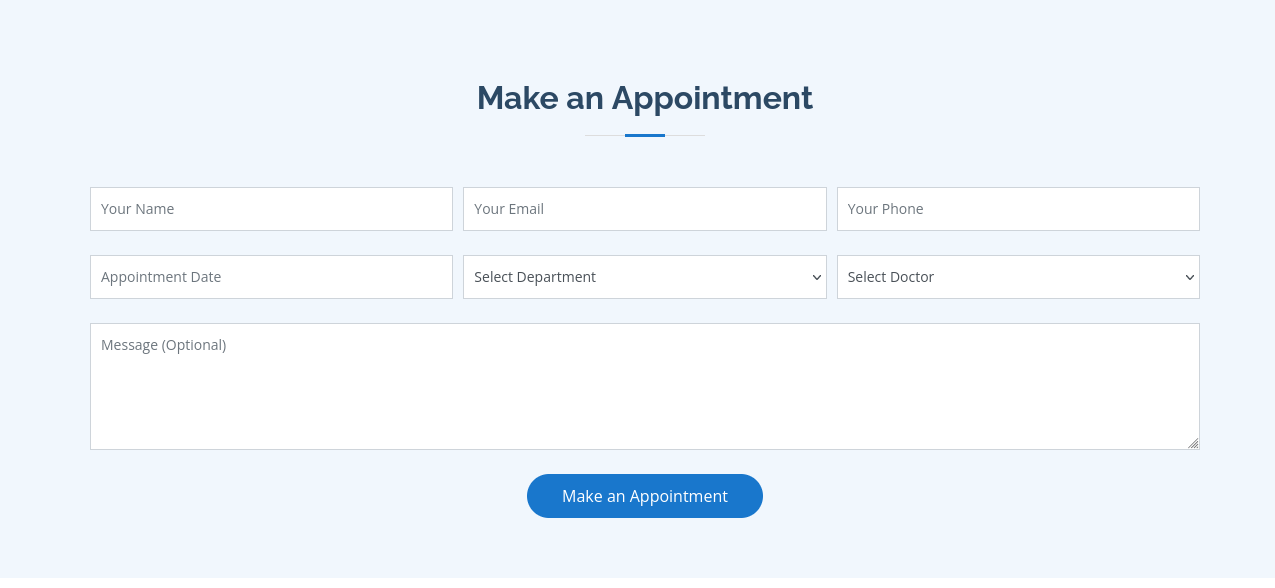 Make an Appointment
Your Name
Your Email
Your Phone
Appointment Date
Select Department
Select Doctor
Message (Optional)
Make an Appointment